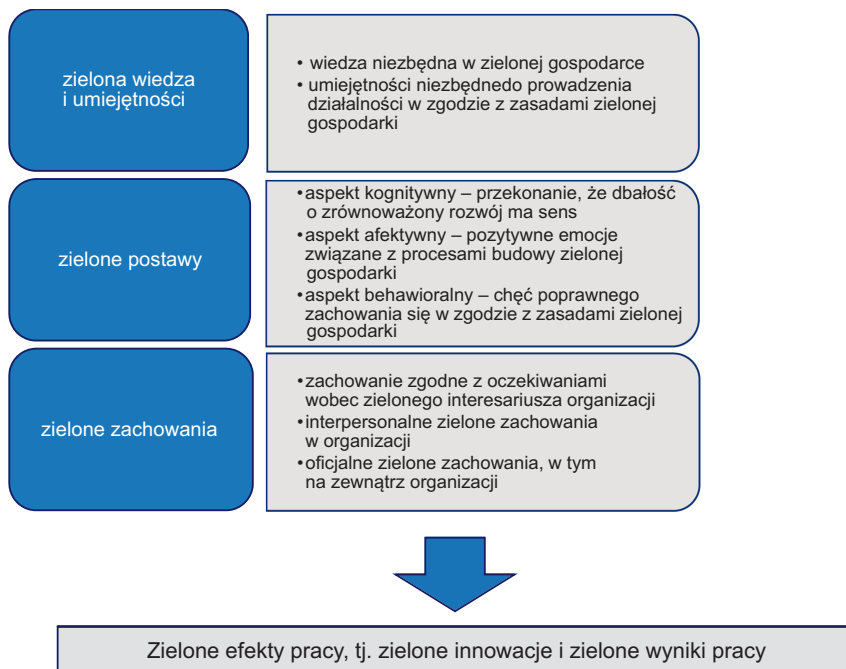 zielona wiedza
i umiejętności
• wiedza niezbędna w zielonej gospodarce
• umiejętności niezbędnedo prowadzenia
działalności w zgodzie z zasadami zielonej
gospodarki
zielone postawy
•aspekt kognitywny – przekonanie, że dbałość
o zrównoważony rozwój ma sens
•aspekt afektywny – pozytywne emocje
związane z procesami budowy zielonej
gospodarki
•aspekt behawioralny – chęć poprawnego
zachowania się w zgodzie z zasadami zielonej
gospodarki
zielone zachowania
•zachowanie zgodne z oczekiwaniami
wobec zielonego interesariusza organizacji
•interpersonalne zielone zachowania
w organizacji
•oficjalne zielone zachowania, w tym
na zewnątrz organizacji
Zielone efekty pracy, tj. zielone innowacje i zielone wyniki pracy